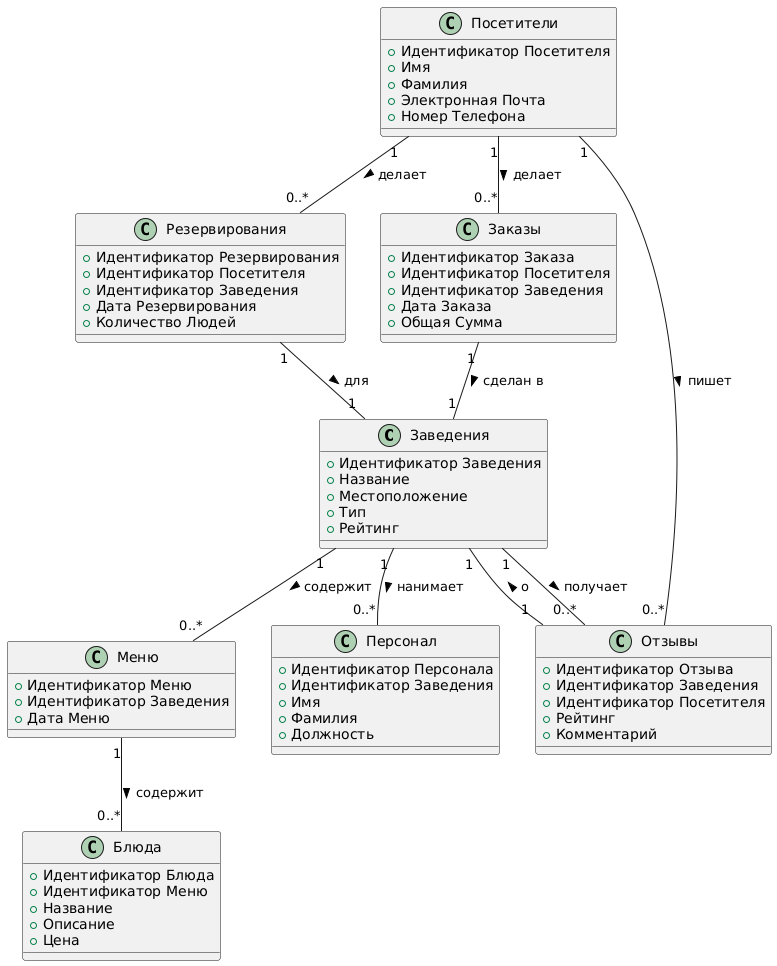 C Посетители
Идентификатор Посетителя
Имя
Фамилия
Электронная Почта
Номер Телефона
1
1
1
делает
делает
0..*
0..*
C Резервирования
Идентификатор Резервирования
Идентификатор Посетителя
Идентификатор Заведения
Дата Резервирования
Количество Людей
C Заказы
Идентификатор Заказа
Идентификатор Посетителя
Идентификатор Заведения
Дата Заказа
Общая Сумма
1
1
для
сделан в
пишет
1
1
C Заведения
Идентификатор Заведения
Название
Местоположение
Тип
Рейтинг
1
1
1
1
содержит
нанимает
о
получает
0..*
0..*
1
0..*
0..*
C Меню
Идентификатор Меню
Идентификатор Заведения
Дата Меню
C Персонал
Идентификатор Персонала
Идентификатор Заведения
Имя
Фамилия
Должность
C Отзывы
Идентификатор Отзыва
Идентификатор Заведения
Идентификатор Посетителя
Рейтинг
Комментарий
1
содержит
0..*
C Блюда
Идентификатор Блюда
Идентификатор Меню
Название
Описание
Цена